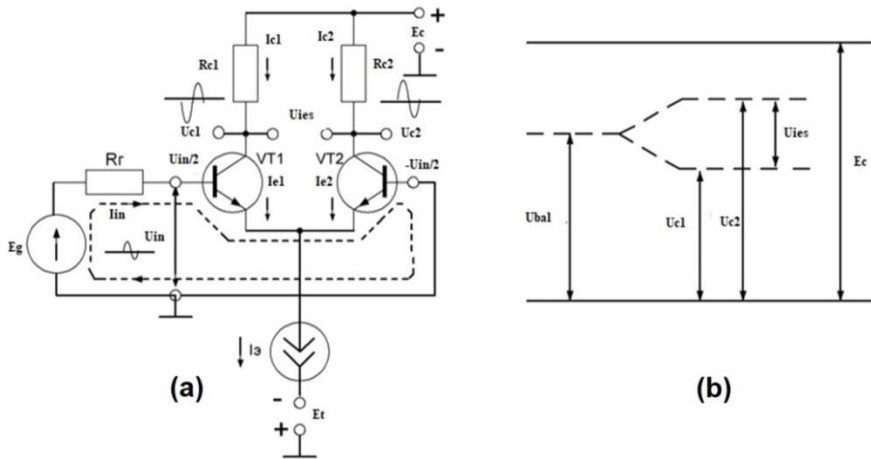 +
Ic1
Ic2
Ec
-
Rc1
Rc2
Uies
Uc1
Uc2
Rг
Uin/2
VT1
VT2
-Uin/2
Ie1
Ie2
Iin
Uin
Eg
Iэ
(a)
-
Et
+
Ubal
Uc1
Uc2
Uies
Ec
(b)